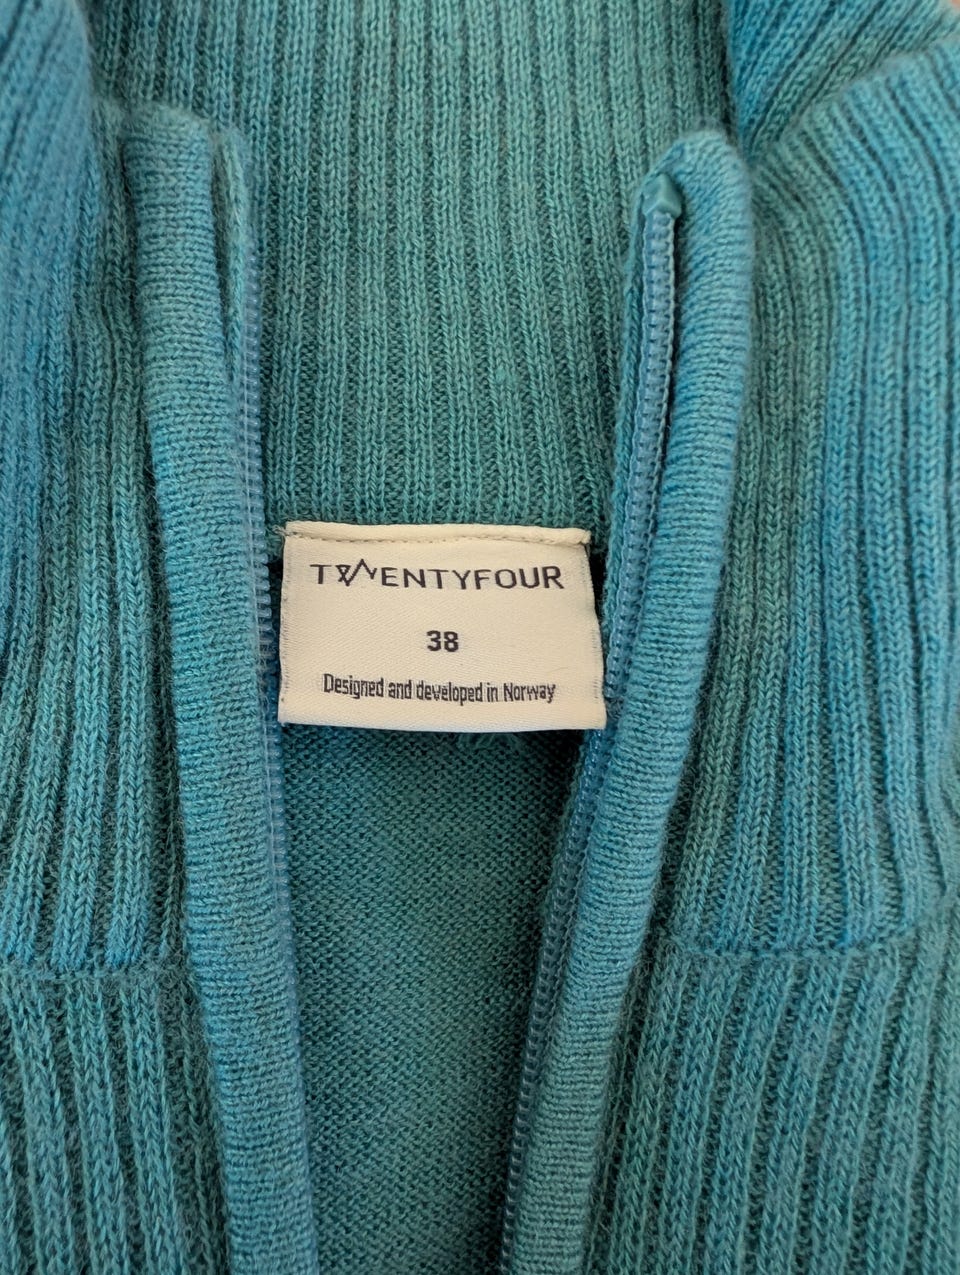 TWENTYFOUR
38
Designed and developed in Norway